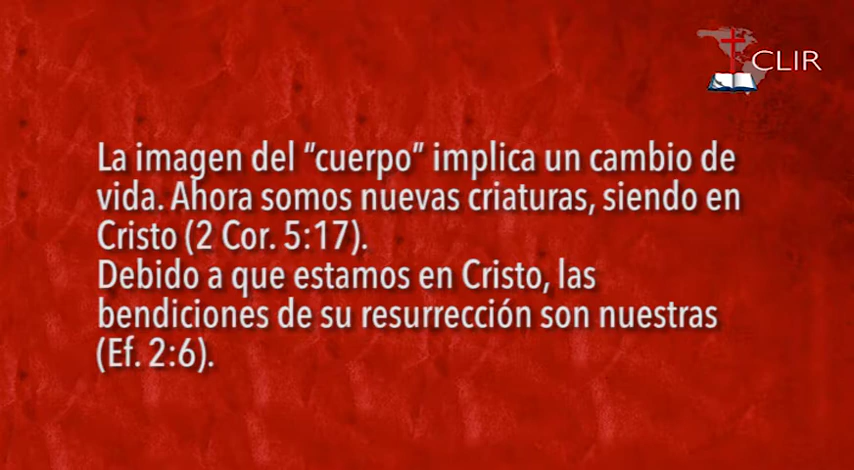 CLIR
La imagen del “cuerpo” implica un cambio de
vida. Ahora somos nuevas criaturas, siendo en
Cristo (2 Cor. 5:17).
Debido a que estamos en Cristo, las
bendiciones de su resurrección son nuestras
(Ef. 2:6).